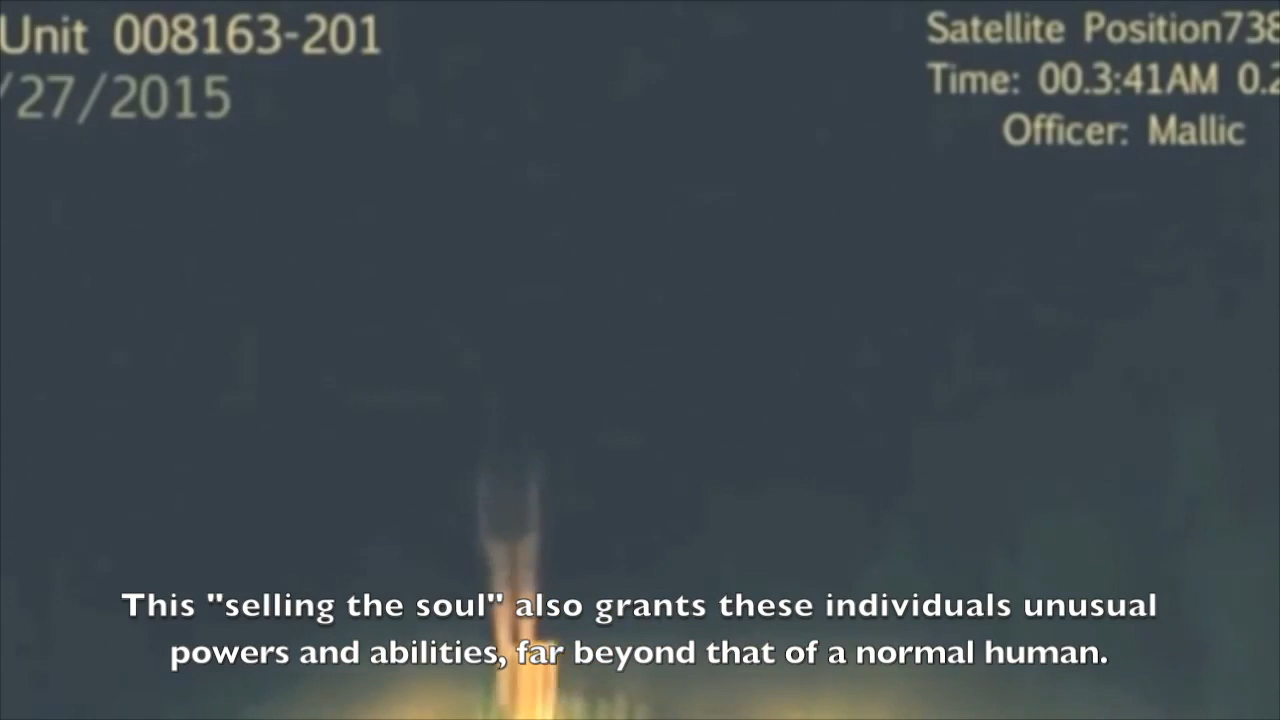 Unit 008163-201
/27/2015
Satellite Position738
Time: 00.3:41AM 0.2
Officer: Mallic
This "selling the soul" also grants these individuals unusual
powers and abilities, far beyond that of a normal human.